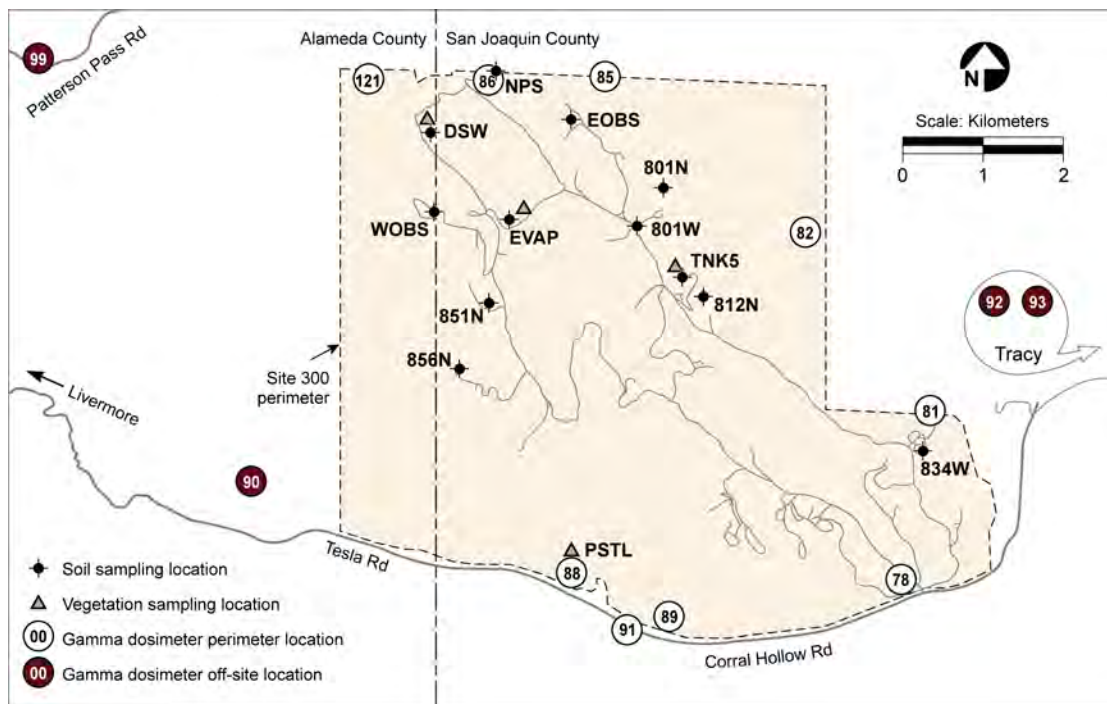 Alameda County
San Joaquin County
99
Patterson Pass Rd
121
86
NPS
85
N
Scale: Kilometers
0 1 2
DSW
EOBS
801N
WOBS
EVAP
801W
82
TNK5
812N
851N
92 93
Tracy
856N
Site 300
perimeter
Livermore
81
834W
90
Tesla Rd
PSTL
88
78
89
91
Corral Hollow Rd
Soil sampling location
Vegetation sampling location
00 Gamma dosimeter perimeter location
00 Gamma dosimeter off-site location